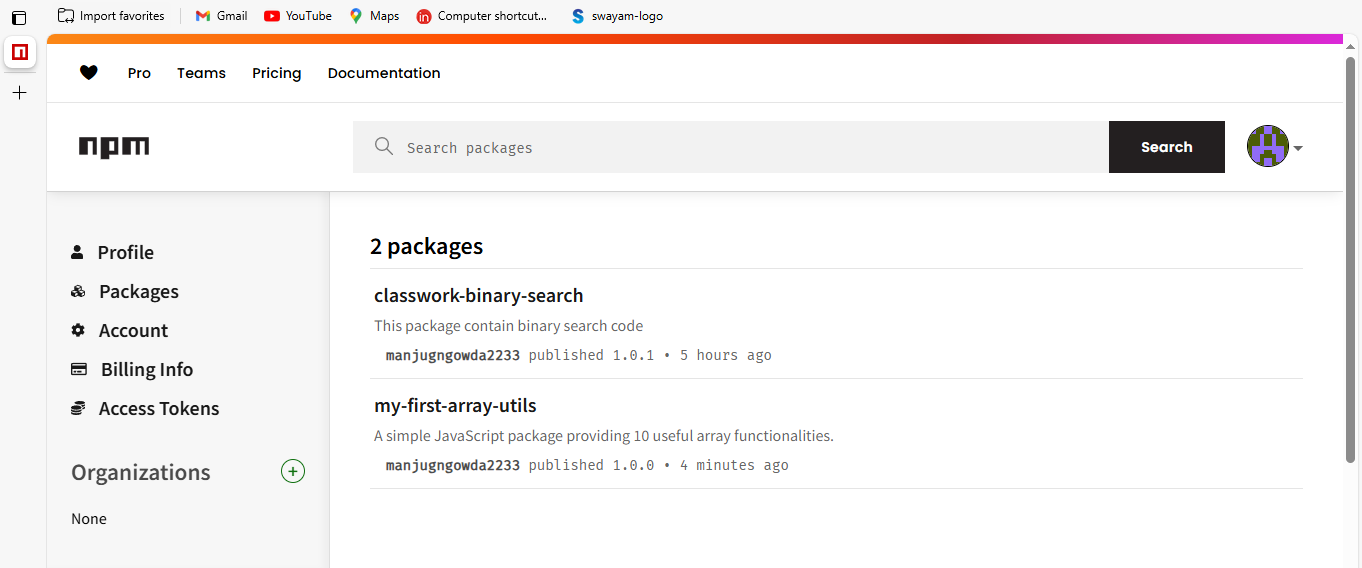 Import favorites
Gmail
YouTube
Maps
Computer shortcut...
swayam-logo
Pro
Teams
Pricing
Documentation
npm
Search packages
Search
Profile
Packages
Account
Billing Info
Access Tokens
Organizations
None
2 packages
classwork-binary-search
This package contain binary search code
manjugngowda2233 published 1.0.1 • 5 hours ago
my-first-array-utils
A simple JavaScript package providing 10 useful array functionalities.
manjugngowda2233 published 1.0.0 • 4 minutes ago